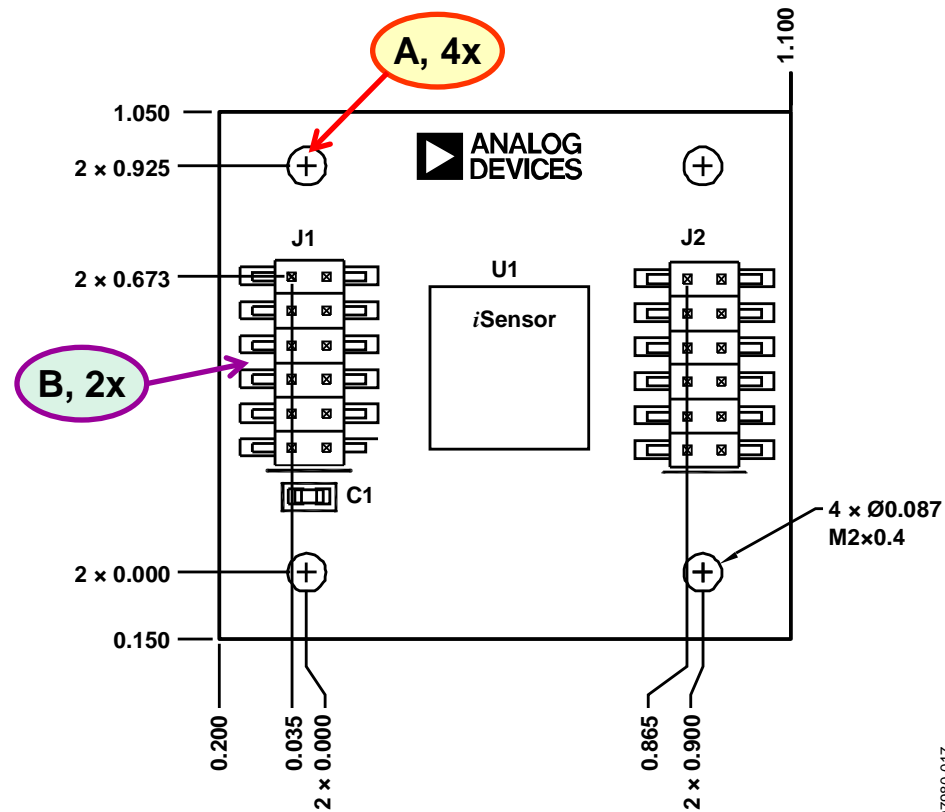 A, 4x
1.100
1.050
ANALOG
DEVICES
2 × 0.925
J1
J2
2 × 0.673
U1
iSensor
B, 2x
C1
4 × Ø0.087
M2×0.4
2 × 0.000
0.150
0.200
0.035
2 × 0.000
0.865
2 × 0.900